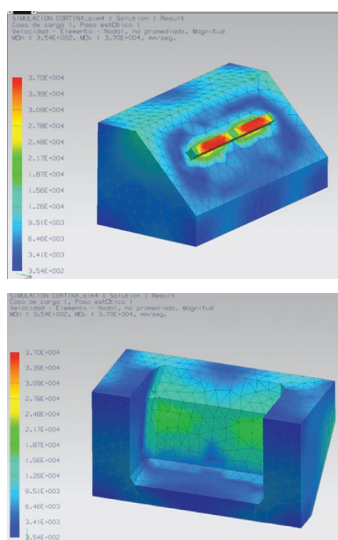 SIMULACION CORTINA.sim4 : Solution 1 Result
Caso de carga 1, Paso estático 1
Velocidad - Elemento - Nodal, no promediado, Magnitud
MÍn : 3.54E+002, MÁx : 3.70E+004, mm/seg.
3.70E+004
3.39E+004
3.09E+004
2.78E+004
2.48E+004
2.17E+004
1.87E+004
1.56E+004
1.26E+004
9.51E+003
6.46E+003
3.41E+003
3.54E+002
SIMULACION CORTINA.sim4 : Solution 1 Result
Caso de carga 1, Paso estático 1
Velocidad - Elemento - Nodal, no promediado, Magnitud
MÍn : 3.54E+002, MÁx : 3.70E+004, mm/seg.
3.70E+004
3.39E+004
3.09E+004
2.78E+004
2.48E+004
2.17E+004
1.87E+004
1.56E+004
1.26E+004
9.51E+003
6.46E+003
3.41E+003
3.54E+002